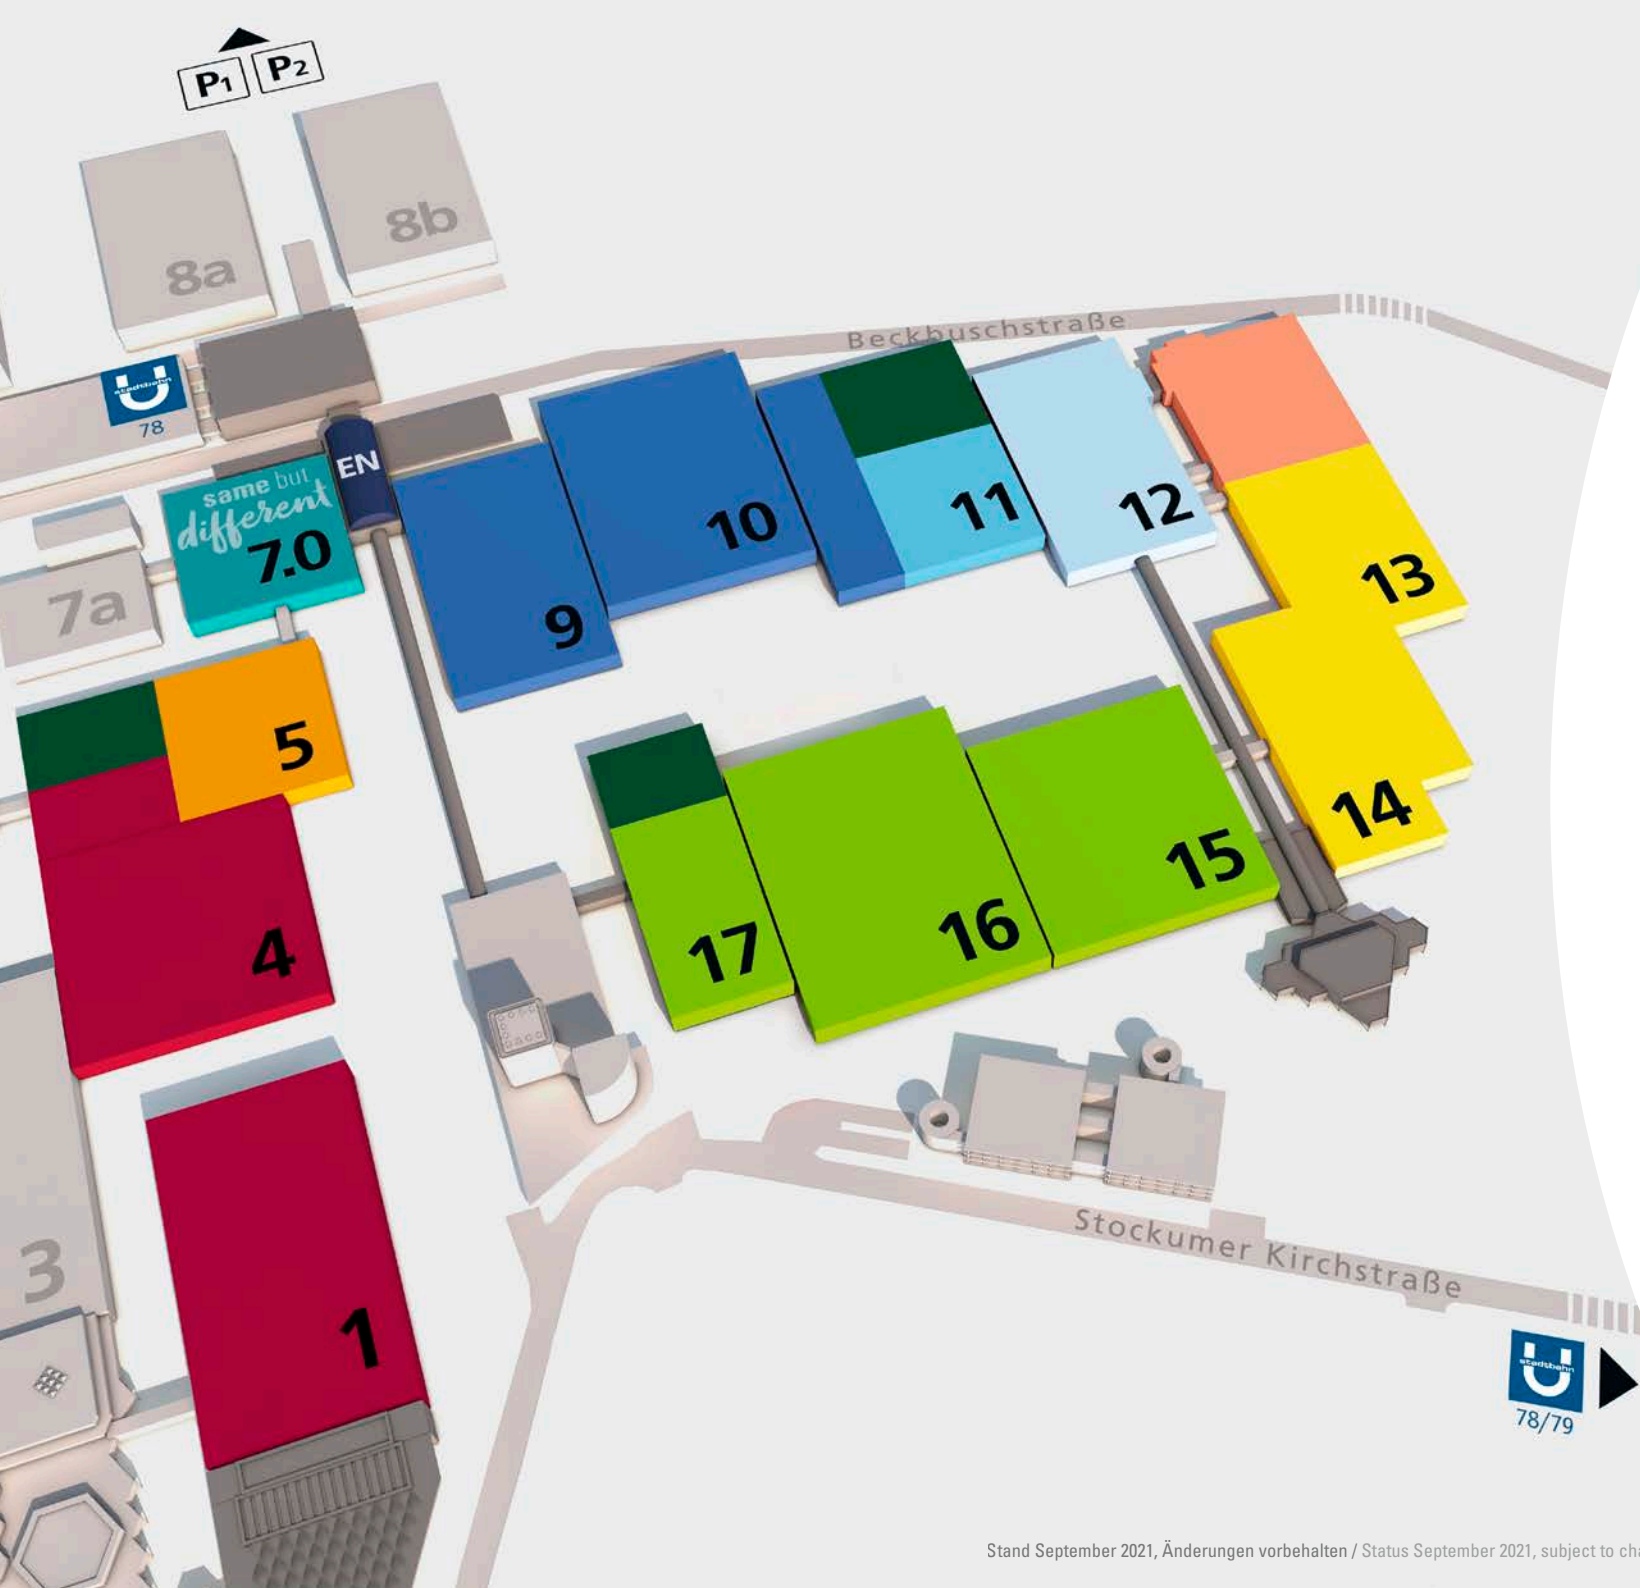 P1 P2
8b
8a
Beckbuschstraße
stadtbahn
U
78
EN
same but
different
7.0
7a
9
10
11
12
13
5
14
15
4
17
16
3
1
Stockumer Kirchstraße
stadtbahn
U
78/79
Stand September 2021, Änderungen vorbehalten / Status September 2021, subject to